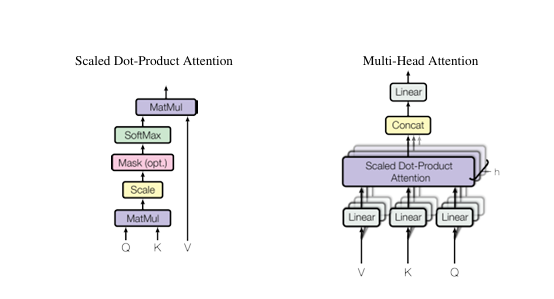 Scaled Dot-Product Attention
MatMul
SoftMax
Mask (opt.)
Scale
MatMul
Q K V
Multi-Head Attention
Linear
Concat
Scaled Dot-Product
Attention
h
Linear Linear Linear
V K Q